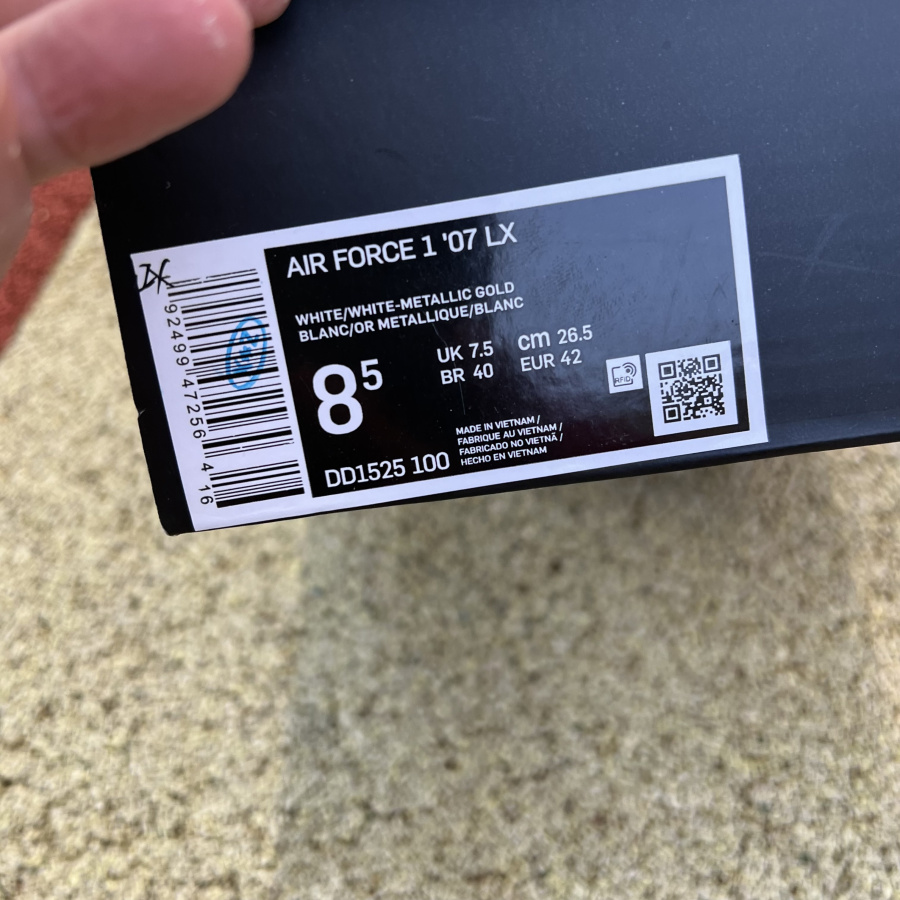 AIR FORCE 1 '07 LX
WHITE/WHITE-METALLIC GOLD
BLANC/OR METALLIQUE/BLANC
8⁵
UK 7.5
cm 26.5
BR 40
EUR 42
RFID
DD1525 100
MADE IN VIETNAM /
FABRIQUE AU VIETNAM /
FABRICADO NO VIETNÃ /
HECHO EN VIETNAM
92499 47256 4 16